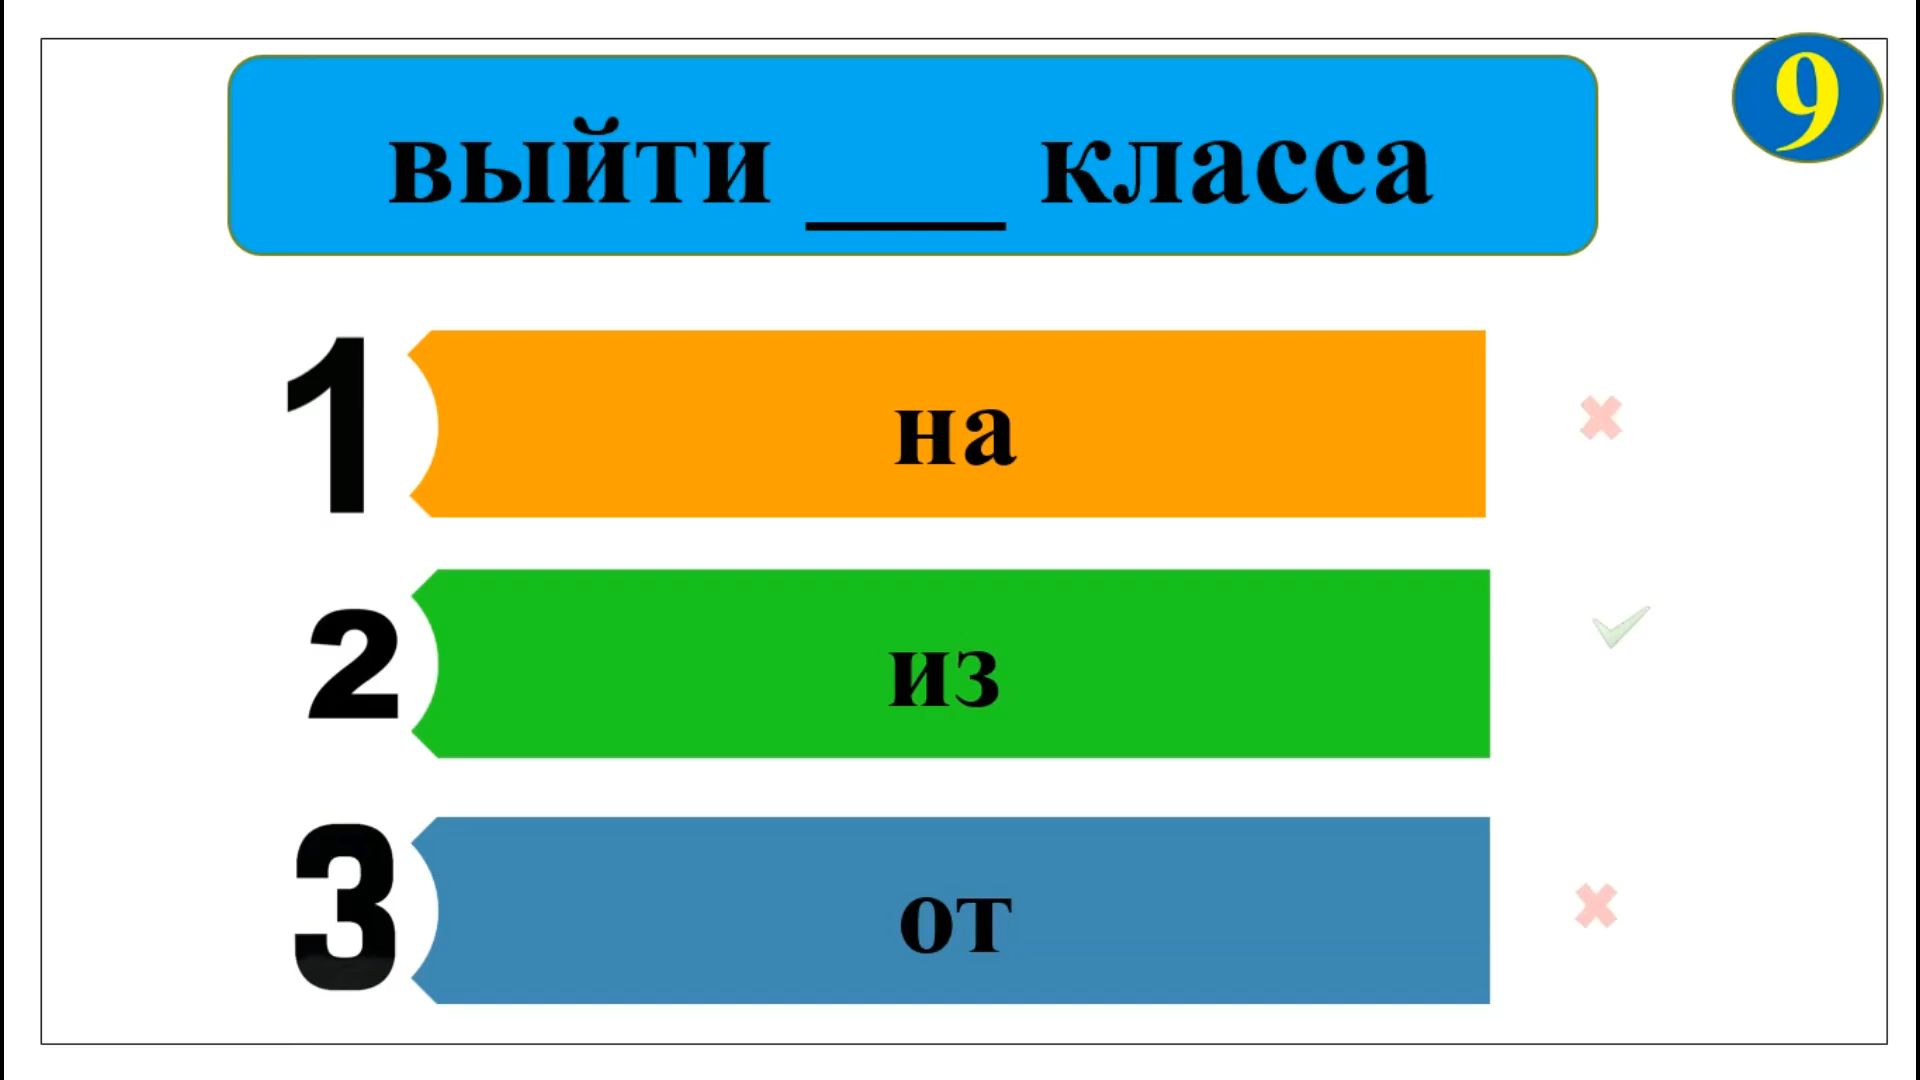 9
выйти ___ класса
1 на
2 из
3 от